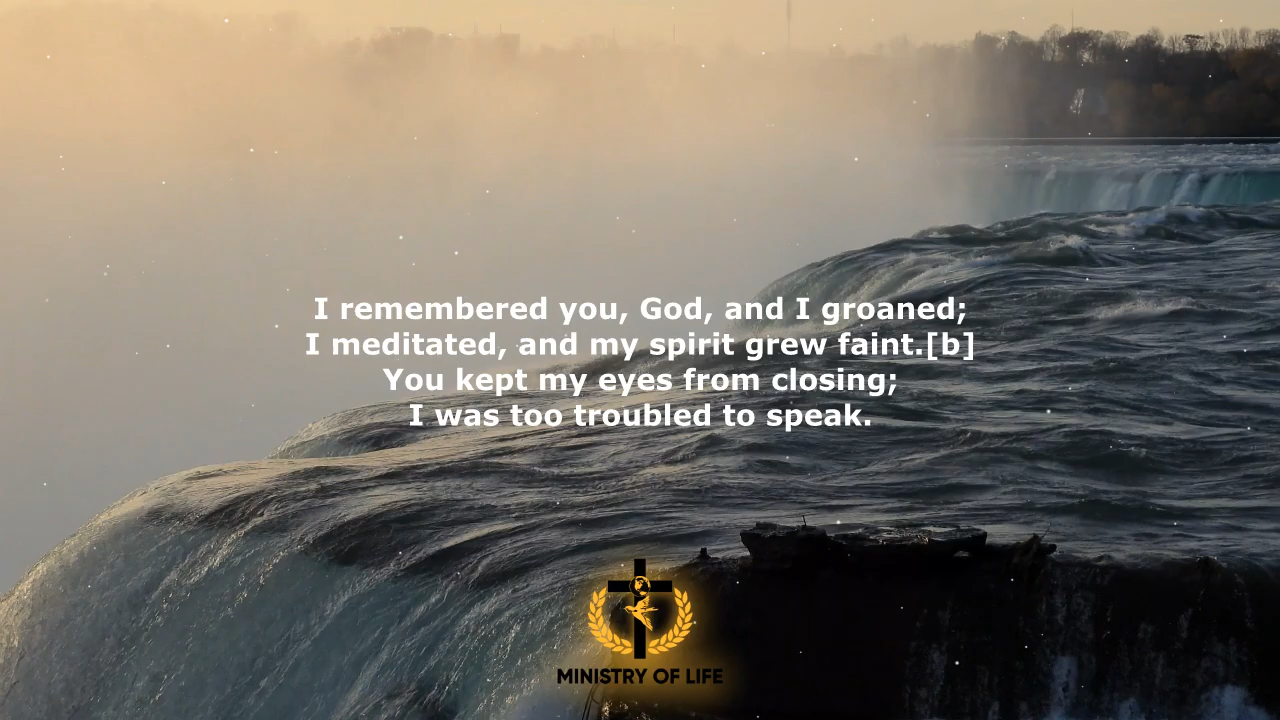 I remembered you, God, and I groaned;
I meditated, and my spirit grew faint.[b]
You kept my eyes from closing;
I was too troubled to speak.
MINISTRY OF LIFE